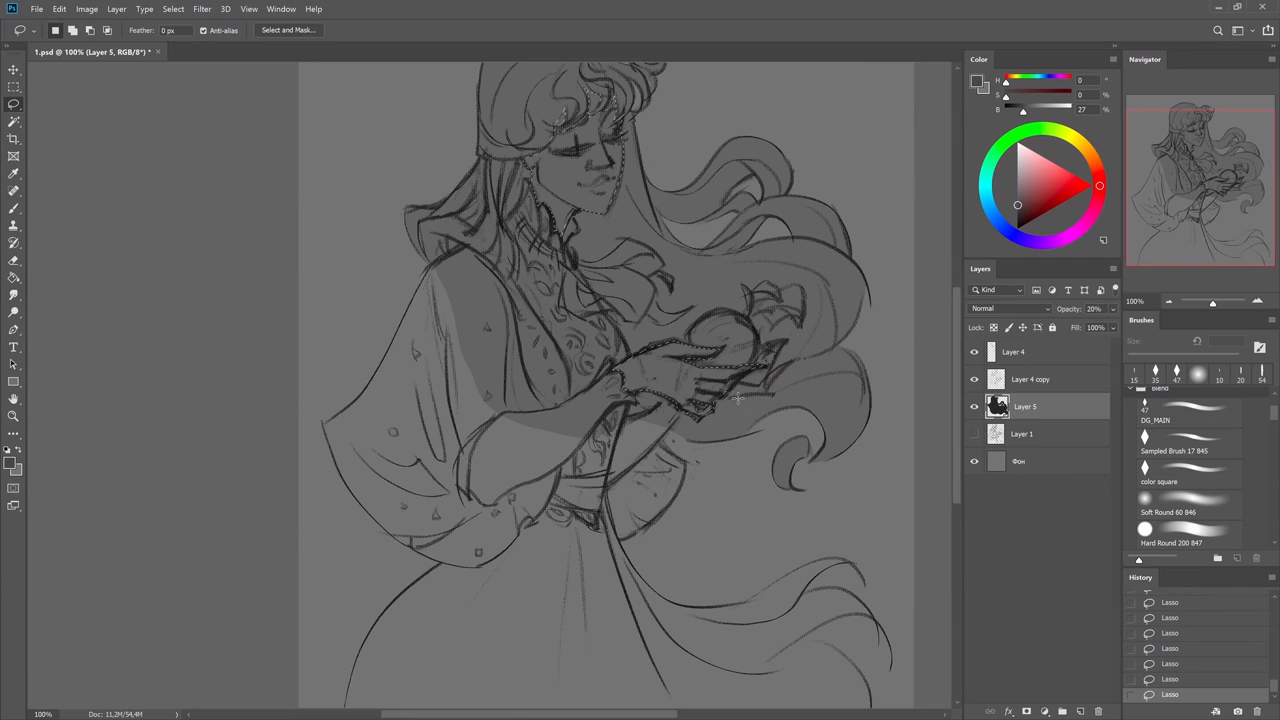 Ps File Edit Image Layer Type Select Filter 3D View Window Help
Feather: 0 px Anti-alias Select and Mask...
1.psd @ 100% (Layer 5, RGB/8*) *
Color
H 0 °
S 0 %
B 27 %
Navigator
100%
Layers
Kind
Normal Opacity: 20%
Lock: Fill: 100%
Layer 4
Layer 4 copy
Layer 5
Layer 1
Фон
Brushes
Size:
15 35 47 10 20 54
Blend
47
DG_MAIN
Sampled Brush 17 845
color square
Soft Round 60 846
Hard Round 200 847
History
Lasso
Lasso
Lasso
Lasso
Lasso
Lasso
Lasso
100% Doc: 11,2M/54,4M